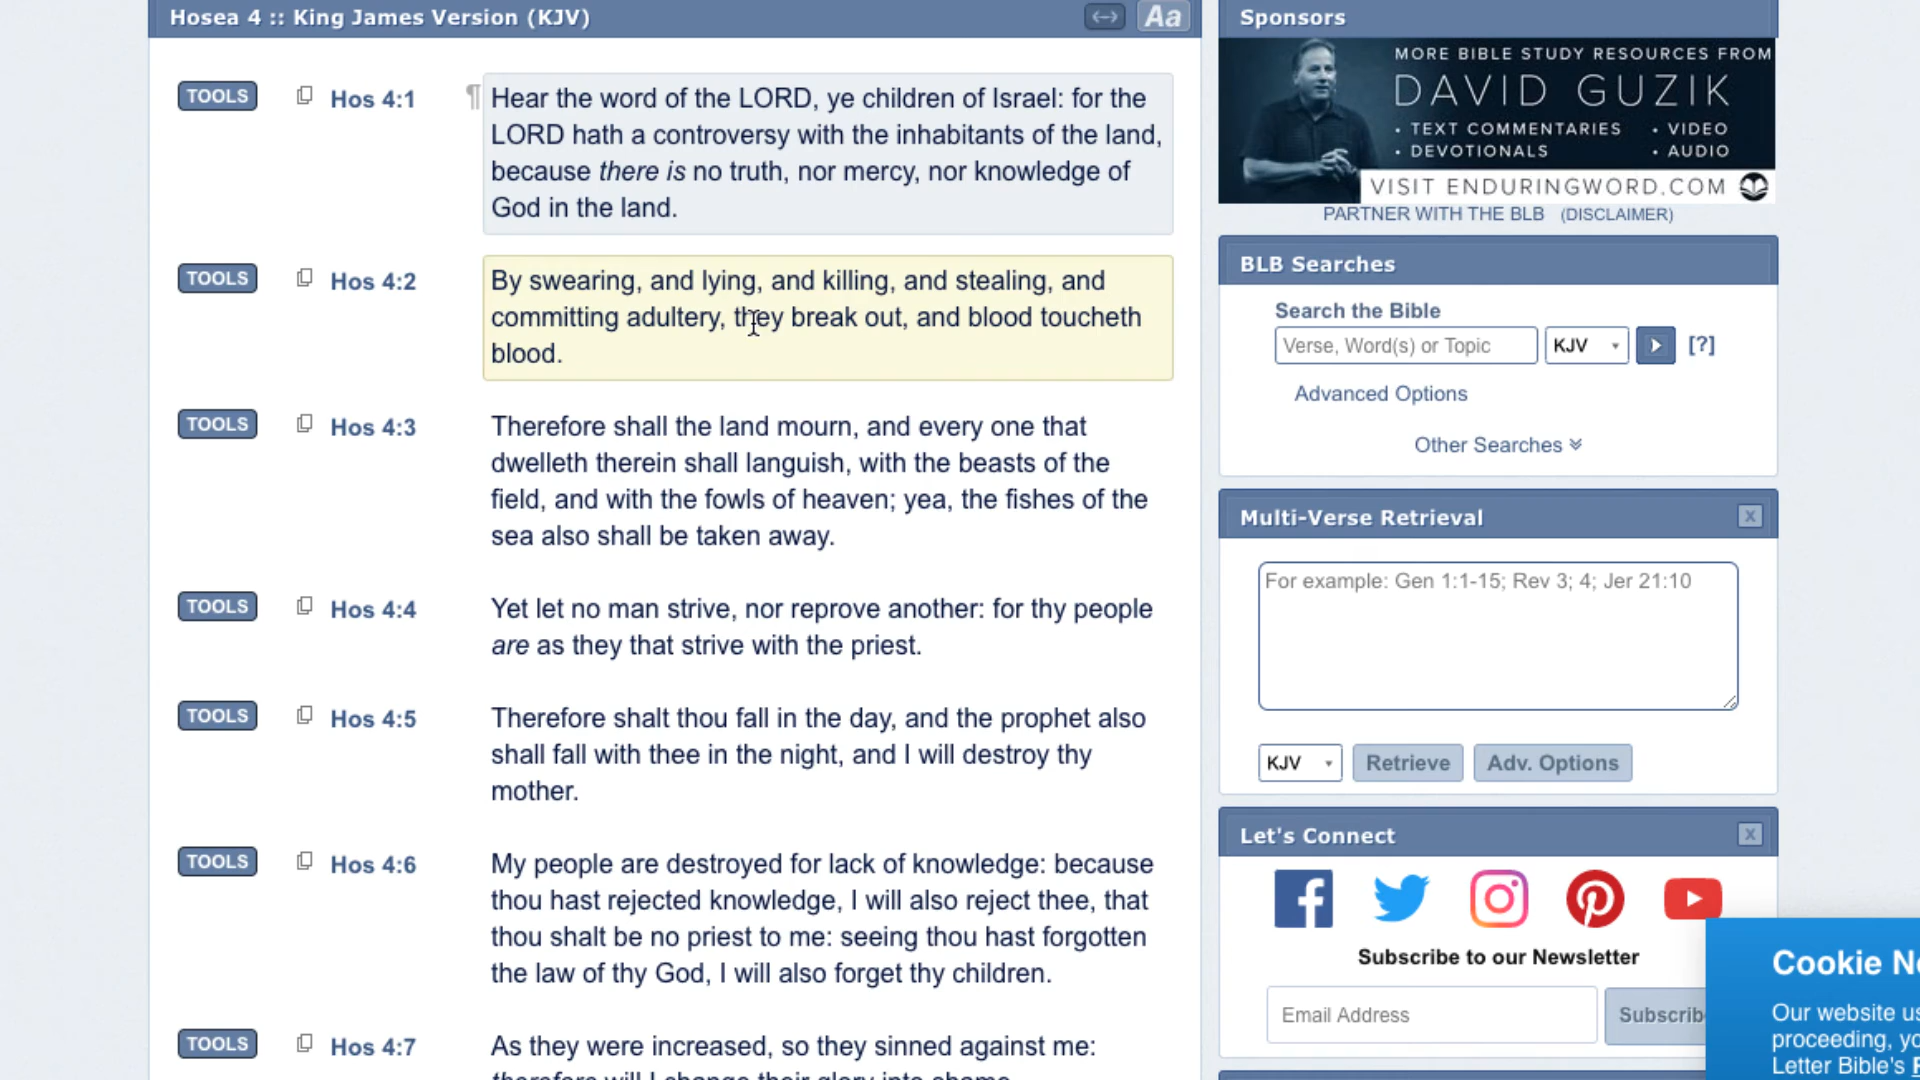 Hosea 4 :: King James Version (KJV)
Aa
TOOLS
Hos 4:1
¶
Hear the word of the LORD, ye children of Israel: for the
LORD hath a controversy with the inhabitants of the land,
because there is no truth, nor mercy, nor knowledge of
God in the land.
TOOLS
Hos 4:2
By swearing, and lying, and killing, and stealing, and
committing adultery, they break out, and blood toucheth
blood.
TOOLS
Hos 4:3
Therefore shall the land mourn, and every one that
dwelleth therein shall languish, with the beasts of the
field, and with the fowls of heaven; yea, the fishes of the
sea also shall be taken away.
TOOLS
Hos 4:4
Yet let no man strive, nor reprove another: for thy people
are as they that strive with the priest.
TOOLS
Hos 4:5
Therefore shalt thou fall in the day, and the prophet also
shall fall with thee in the night, and I will destroy thy
mother.
TOOLS
Hos 4:6
My people are destroyed for lack of knowledge: because
thou hast rejected knowledge, I will also reject thee, that
thou shalt be no priest to me: seeing thou hast forgotten
the law of thy God, I will also forget thy children.
TOOLS
Hos 4:7
As they were increased, so they sinned against me:
therefore will I change their glory into shame.
Sponsors
MORE BIBLE STUDY RESOURCES FROM
DAVID GUZIK
• TEXT COMMENTARIES • VIDEO
• DEVOTIONALS • AUDIO
VISIT ENDURINGWORD.COM
PARTNER WITH THE BLB (DISCLAIMER)
BLB Searches
Search the Bible
Verse, Word(s) or Topic
KJV
[?]
Advanced Options
Other Searches
Multi-Verse Retrieval
X
For example: Gen 1:1-15; Rev 3; 4; Jer 21:10
KJV
Retrieve
Adv. Options
Let's Connect
X
Subscribe to our Newsletter
Email Address
Subscrib
Cookie N
Our website us
proceeding, yo
Letter Bible's